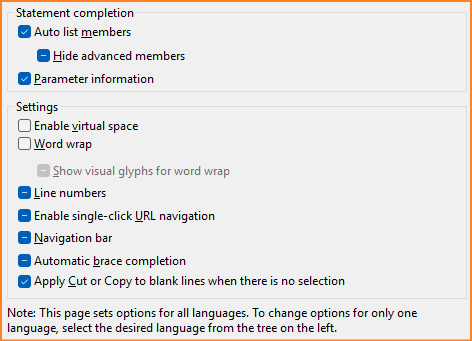 Statement completion
Auto list members
Hide advanced members
Parameter information
Settings
Enable virtual space
Word wrap
Show visual glyphs for word wrap
Line numbers
Enable single-click URL navigation
Navigation bar
Automatic brace completion
Apply Cut or Copy to blank lines when there is no selection
Note: This page sets options for all languages. To change options for only one
language, select the desired language from the tree on the left.